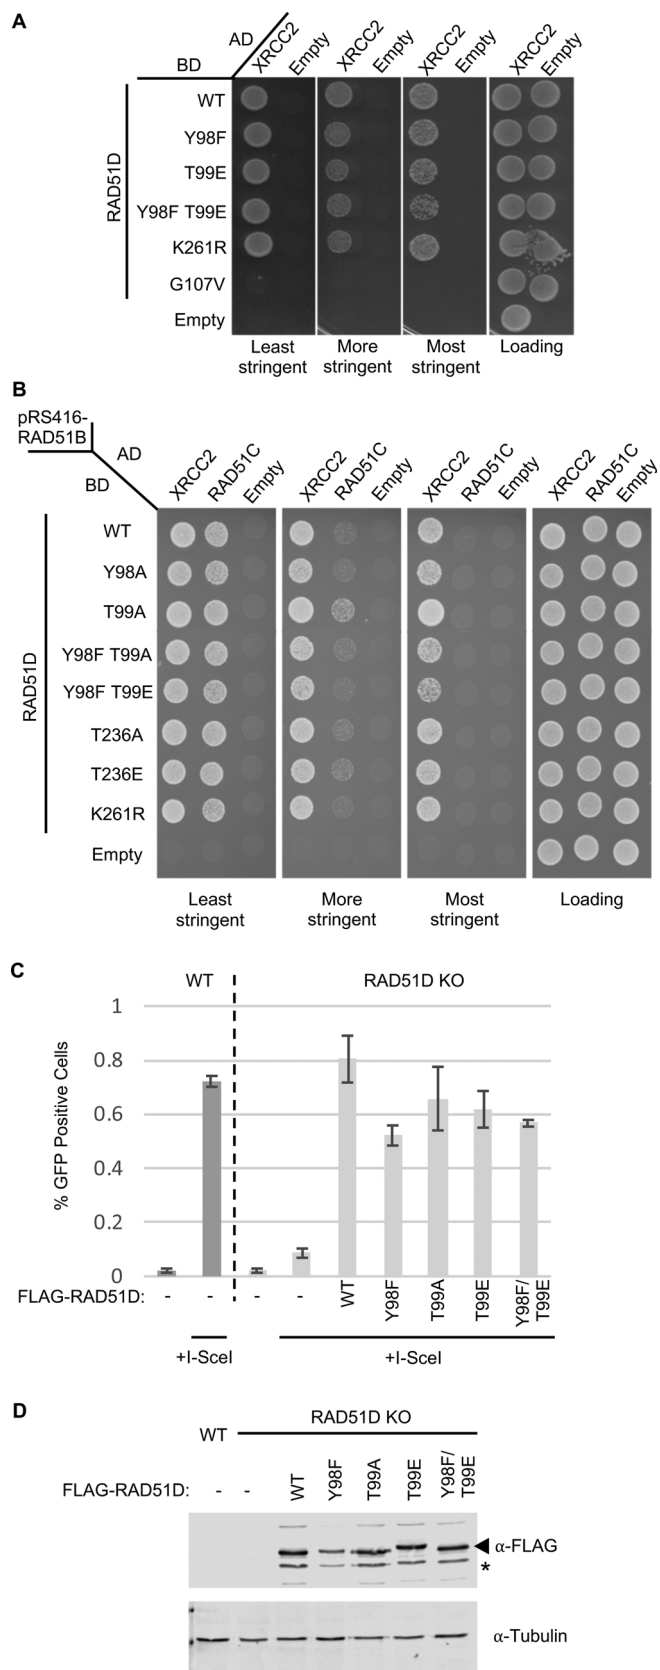 A
AD
BD
XRCC2 Empty XRCC2 Empty XRCC2 Empty XRCC2 Empty
RAD51D
WT
Y98F
T99E
Y98F T99E
K261R
G107V
Empty
Least stringent
More stringent
Most stringent
Loading
B
pRS416-
RAD51B
AD
BD
XRCC2 RAD51C Empty XRCC2 RAD51C Empty XRCC2 RAD51C Empty XRCC2 RAD51C Empty
RAD51D
WT
Y98A
T99A
Y98F T99A
Y98F T99E
T236A
T236E
K261R
Empty
Least stringent
More stringent
Most stringent
Loading
C
WT RAD51D KO
% GFP Positive Cells
1
0.8
0.6
0.4
0.2
0
FLAG-RAD51D: - - - - WT Y98F T99A T99E Y98F/ T99E
+I-SceI +I-SceI
D
WT RAD51D KO
FLAG-RAD51D: - - WT Y98F T99A T99E Y98F/ T99E
α-FLAG
*
α-Tubulin